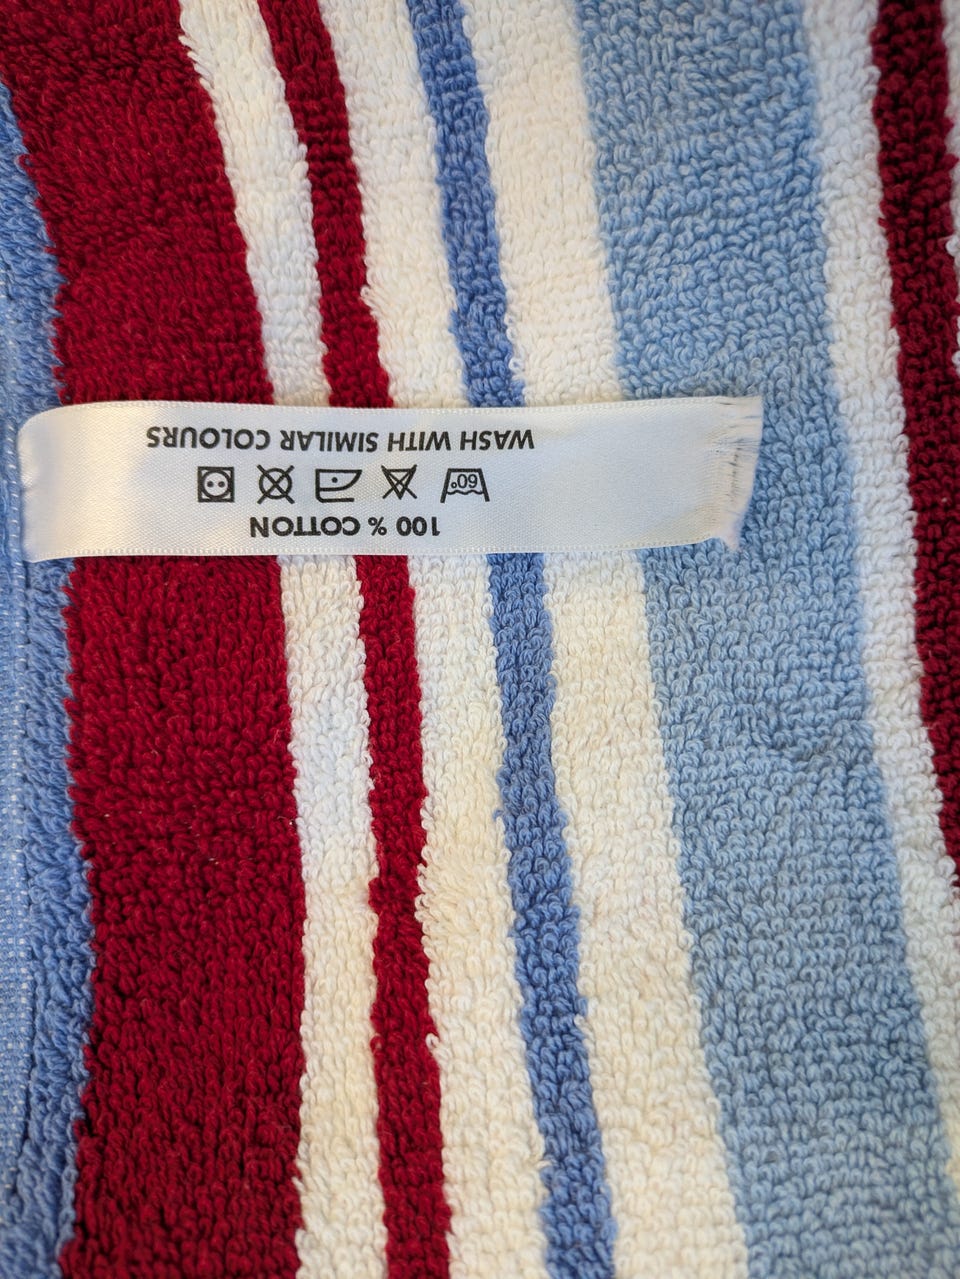 100 % COTTON
60°
WASH WITH SIMILAR COLOURS